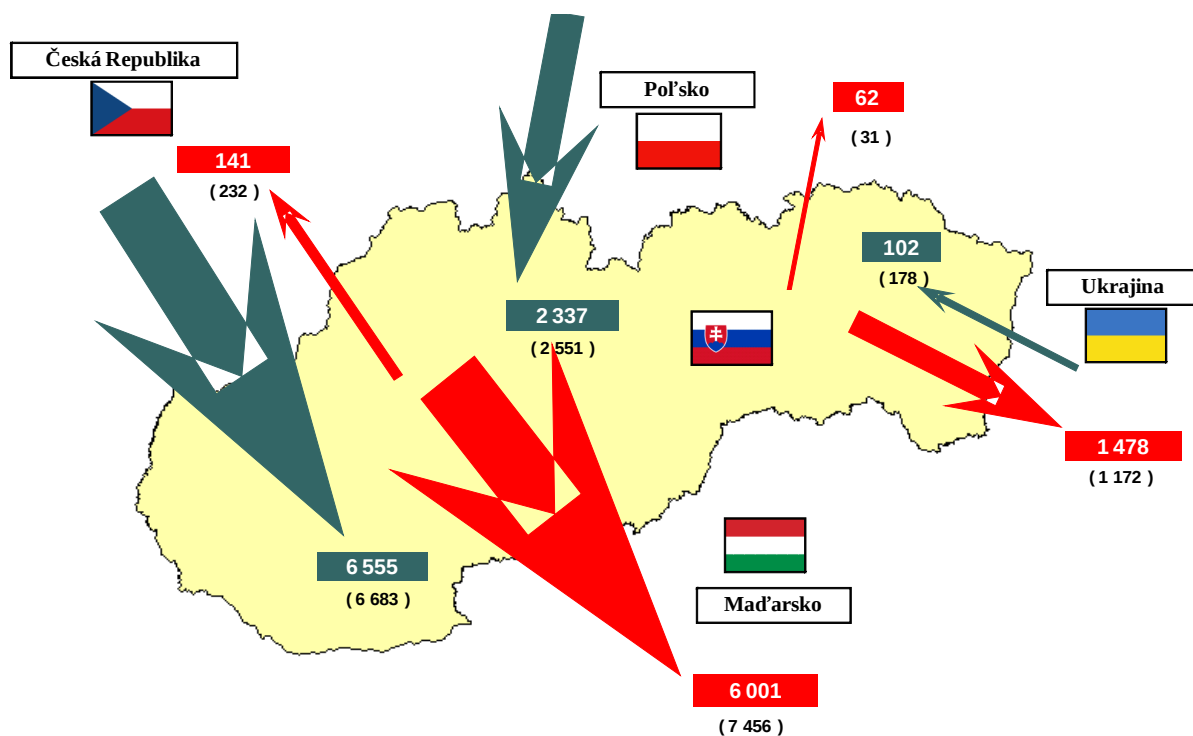 Česká Republika
Poľsko
62
( 31 )
141
( 232 )
102
( 178 )
Ukrajina
2 337
( 2 551 )
1 478
( 1 172 )
6 555
( 6 683 )
Maďarsko
6 001
( 7 456 )